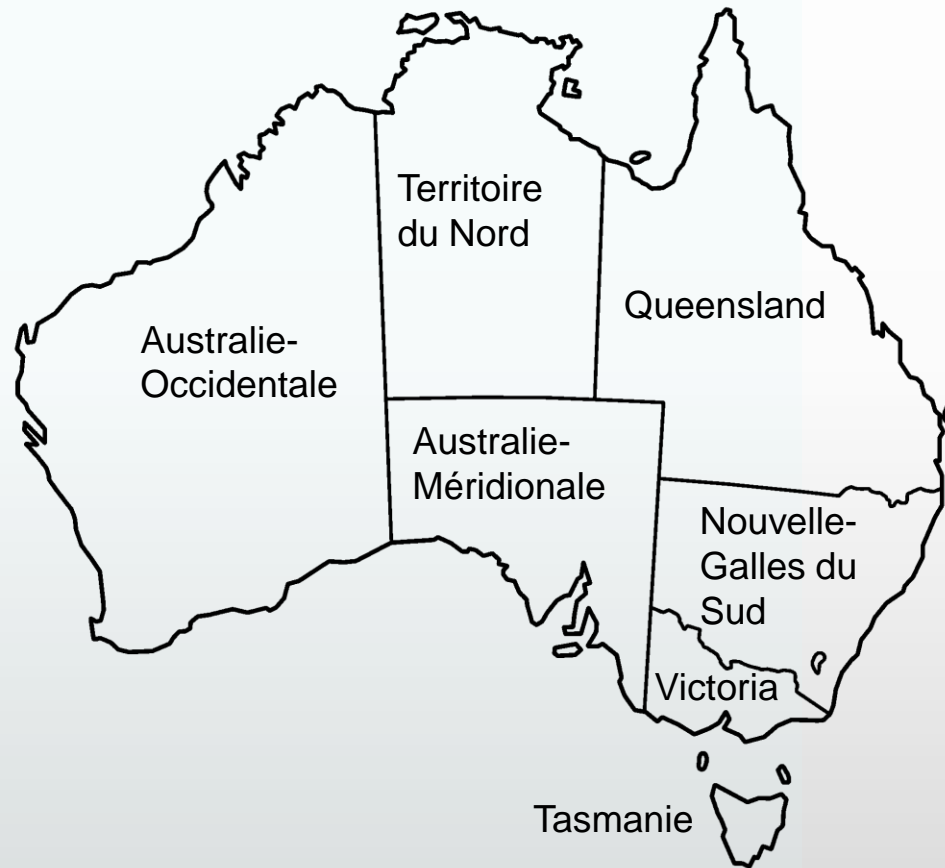 Territoire
du Nord
Queensland
Australie-
Occidentale
Australie-
Méridionale
Nouvelle-
Galles du
Sud
Victoria
Tasmanie